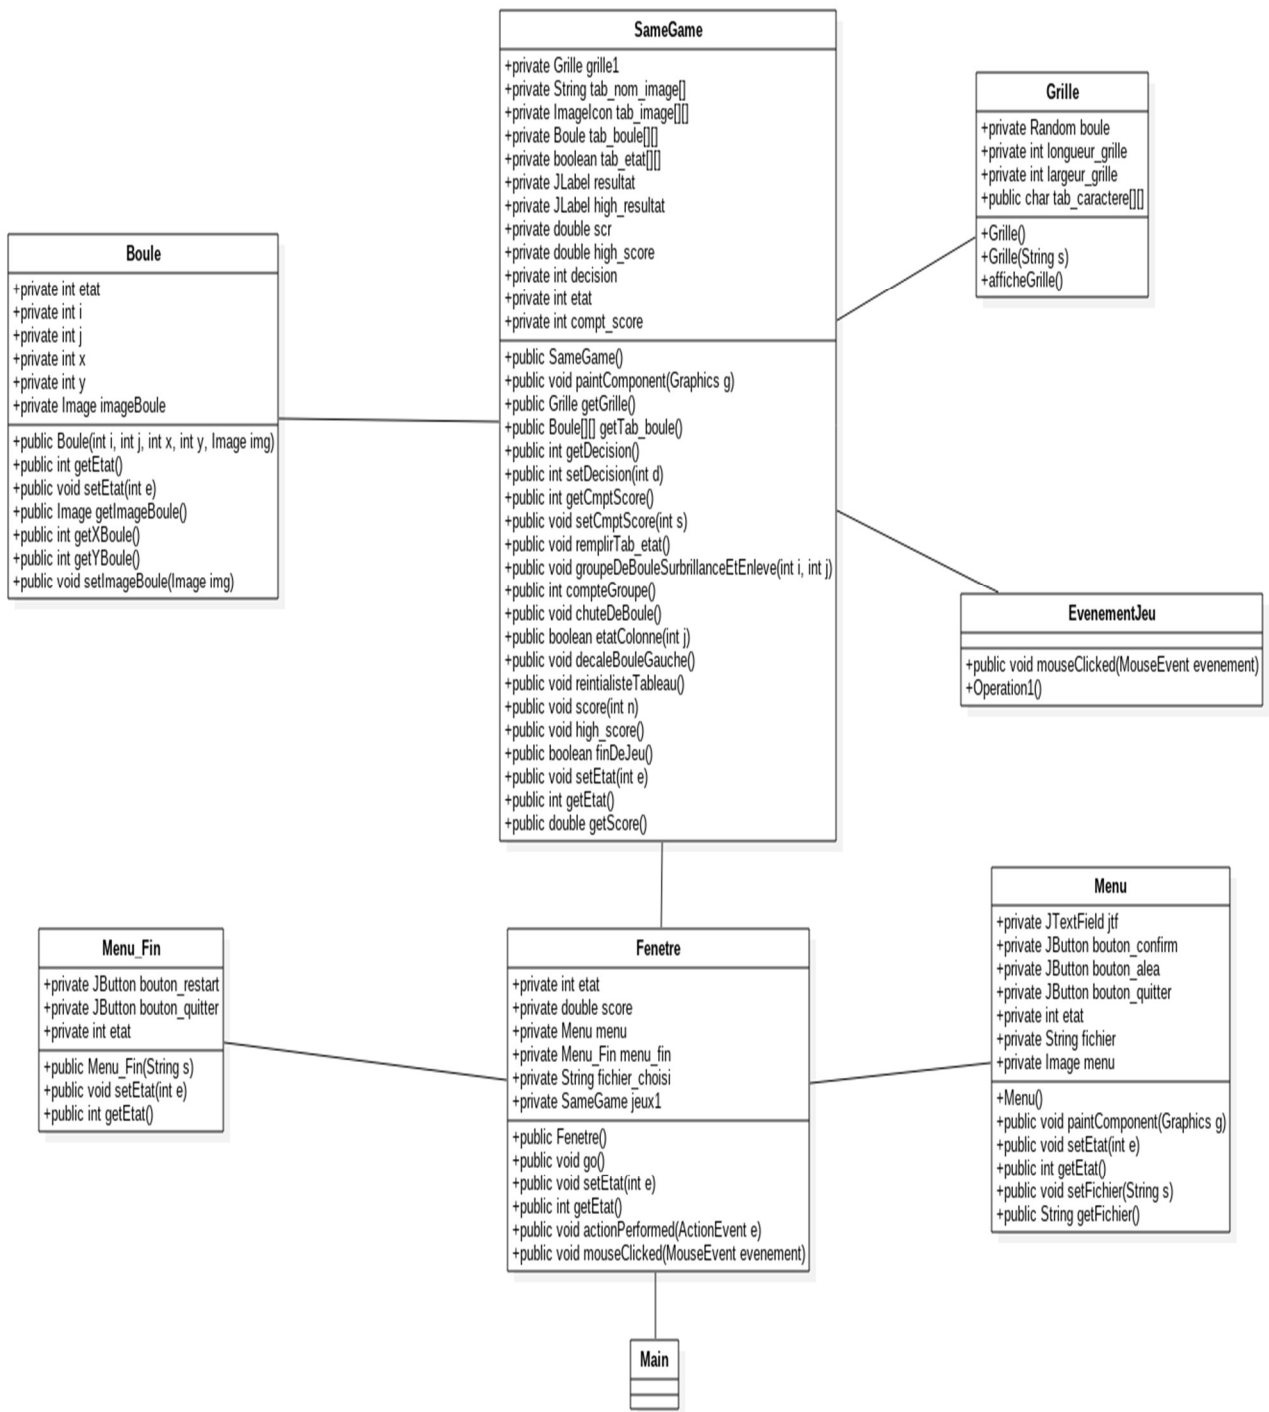 SameGame
+private Grille grille1
+private String tab_nom_image[]
+private ImageIcon tab_image[][]
+private Boule tab_boule[][]
+private boolean tab_etat[][]
+private JLabel resultat
+private JLabel high_resultat
+private double scr
+private double high_score
+private int decision
+private int etat
+private int compt_score
+public SameGame()
+public void paintComponent(Graphics g)
+public Grille getGrille()
+public Boule[][] getTab_boule()
+public int getDecision()
+public int setDecision(int d)
+public int getCmptScore()
+public void setCmptScore(int s)
+public void remplirTab_etat()
+public void groupeDeBouleSurbrillanceEtEnleve(int i, int j)
+public int compteGroupe()
+public void chuteDeBoule()
+public boolean etatColonne(int j)
+public void decaleBouleGauche()
+public void reintialisteTableau()
+public void score(int n)
+public void high_score()
+public boolean finDeJeu()
+public void setEtat(int e)
+public int getEtat()
+public double getScore()
Grille
+private Random boule
+private int longueur_grille
+private int largeur_grille
+public char tab_caractere[][]
+Grille()
+Grille(String s)
+afficheGrille()
Boule
+private int etat
+private int i
+private int j
+private int x
+private int y
+private Image imageBoule
+public Boule(int i, int j, int x, int y, Image img)
+public int getEtat()
+public void setEtat(int e)
+public Image getImageBoule()
+public int getXBoule()
+public int getYBoule()
+public void setImageBoule(Image img)
EvenementJeu
+public void mouseClicked(MouseEvent evenement)
+Operation1()
Menu_Fin
+private JButton bouton_restart
+private JButton bouton_quitter
+private int etat
+public Menu_Fin(String s)
+public void setEtat(int e)
+public int getEtat()
Fenetre
+private int etat
+private double score
+private Menu menu
+private Menu_Fin menu_fin
+private String fichier_choisi
+private SameGame jeux1
+public Fenetre()
+public void go()
+public void setEtat(int e)
+public int getEtat()
+public void actionPerformed(ActionEvent e)
+public void mouseClicked(MouseEvent evenement)
Menu
+private JTextField jtf
+private JButton bouton_confirm
+private JButton bouton_alea
+private JButton bouton_quitter
+private int etat
+private String fichier
+private Image menu
+Menu()
+public void paintComponent(Graphics g)
+public void setEtat(int e)
+public int getEtat()
+public void setFichier(String s)
+public String getFichier()
Main